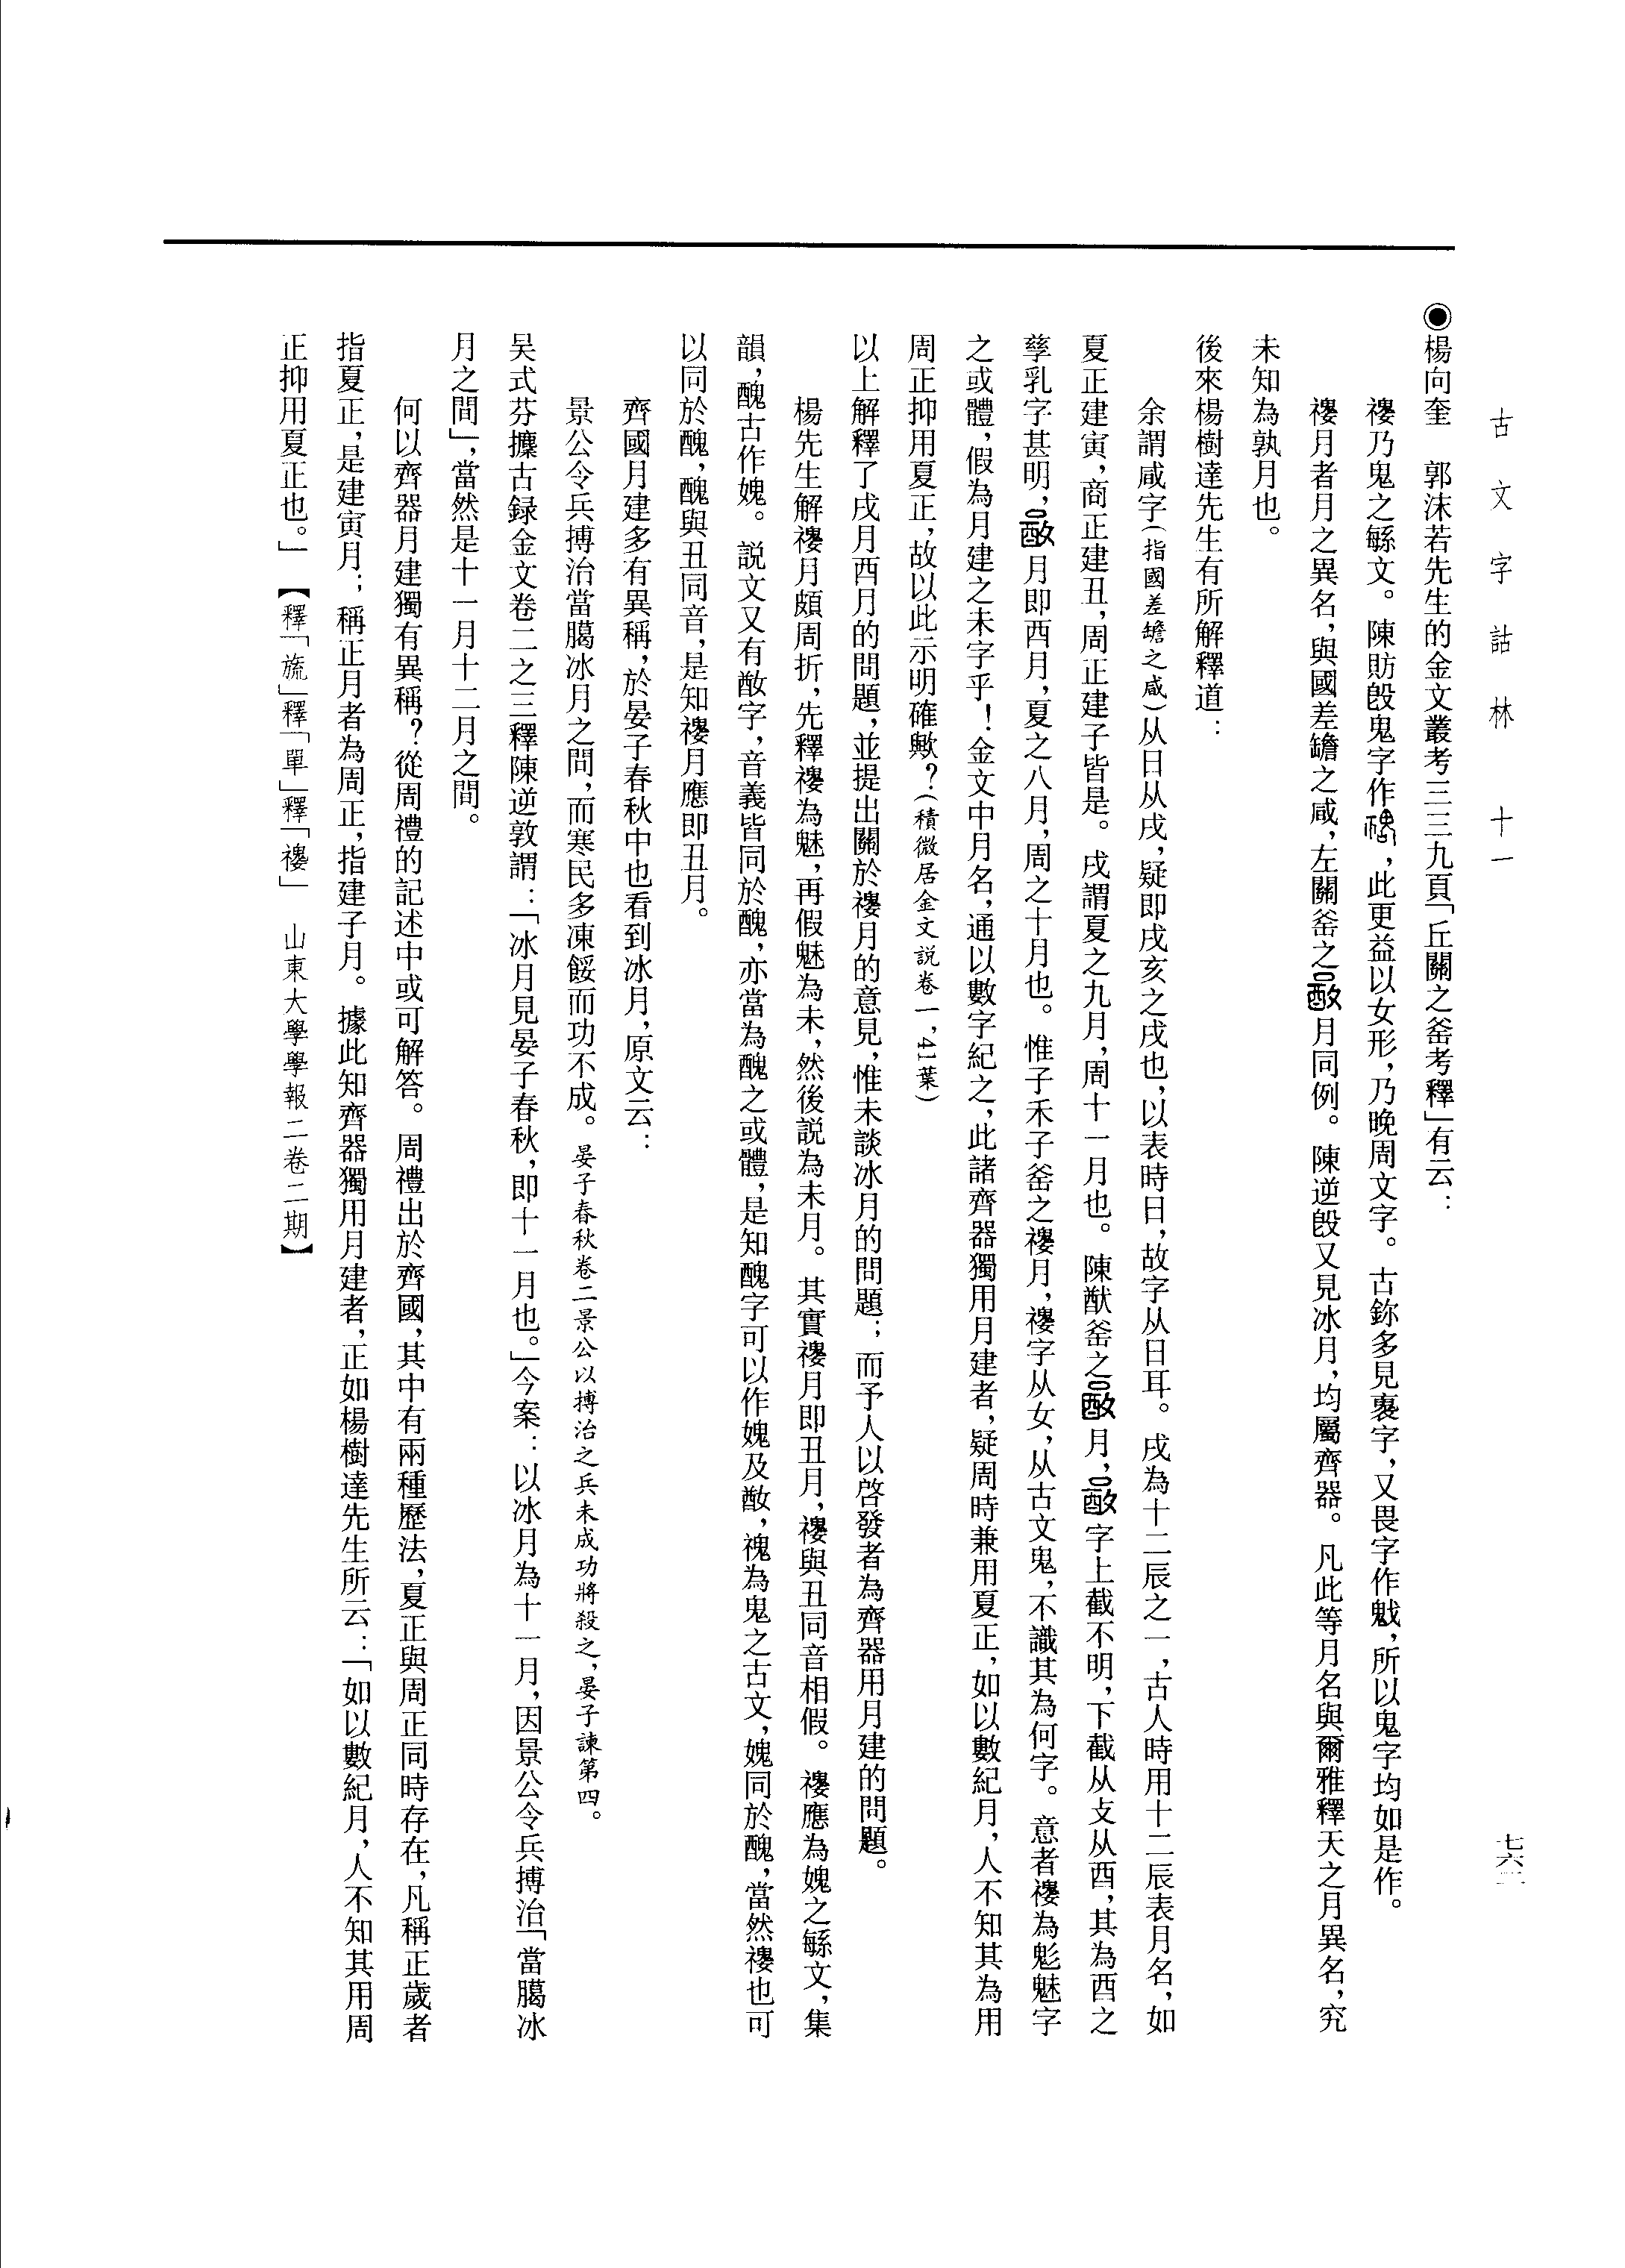 古文字詁林　十一
七六二
◉楊向奎　郭沫若先生的金文叢考三三九頁「丘關之釜考釋」有云：
䙲乃鬼之緐文。陳肪𣪘鬼字作，此更益以女形，乃晚周文字。古鉩多見褱字，又畏字作䰧，所以鬼字均如是作。
䙲月者月之異名，與國差𦉜之咸，左關釜之月同例。陳逆𣪘又見冰月，均屬齊器。凡此等月名與爾雅釋天之月異名，究
未知為孰月也。
後來楊樹達先生有所解釋道：
余謂咸字（指國差𦉜之咸）从日从戌，疑即戌亥之戌也，以表時日，故字从日耳。戌為十二辰之一，古人時用十二辰表月名，如
夏正建寅，商正建丑，周正建子皆是。戌謂夏之九月，周十一月也。陳猷釜之月，字上截不明，下截从攴从酉，其為酉之
孳乳字甚明，月即酉月，夏之八月，周之十月也。惟子禾子釜之䙲月，䙲字从女，从古文鬼，不識其為何字。意者䙲為鬽魅字
之或體，假為月建之未字乎！金文中月名，通以數字紀之，此諸齊器獨用月建者，疑周時兼用夏正，如以數紀月，人不知其為用
周正抑用夏正，故以此示明確歟？（積微居金文説卷一，41葉）
以上解釋了戌月酉月的問題，並提出關於䙲月的意見，惟未談冰月的問題；而予人以啓發者為齊器用月建的問題。
楊先生解䙲月頗周折，先釋䙲為魅，再假魅為未，然後説為未月。其實䙲月即丑月，䙲與丑同音相假。䙲應為媿之緐文，集
韻，醜古作媿。説文又有𢽤字，音義皆同於醜，亦當為醜之或體，是知醜字可以作媿及𢽤，䙲為鬼之古文，媿同於醜，當然䙲也可
以同於醜，醜與丑同音，是知䙲月應即丑月。
齊國月建多有異稱，於晏子春秋中也看到冰月，原文云：
景公令兵摶治當臈冰月之間，而寒民多凍餒而功不成。晏子春秋卷二景公以摶治之兵未成功將殺之，晏子諫第四。
吴式芬攈古録金文卷二之三釋陳逆敦謂：「冰月見晏子春秋，即十一月也。」今案：以冰月為十一月，因景公令兵摶治「當臈冰
月之間」，當然是十一月十二月之間。
何以齊器月建獨有異稱？從周禮的記述中或可解答。周禮出於齊國，其中有兩種歷法，夏正與周正同時存在，凡稱正歲者
指夏正，是建寅月；稱正月者為周正，指建子月。據此知齊器獨用月建者，正如楊樹達先生所云：「如以數紀月，人不知其用周
正抑用夏正也。」【釋「旒」釋「單」釋「䙲」　山東大學學報二卷二期】